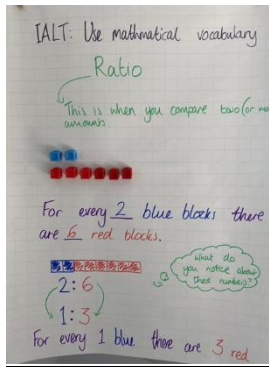 IALT: Use mathmatical vocabulary
Ratio
This is when you compare two (or
amounts.
For every 2 blue blocks there
are 6 red blocks.
2:6
What do
you notice about
these numbers?
1:3
For every 1 blue there are 3 red